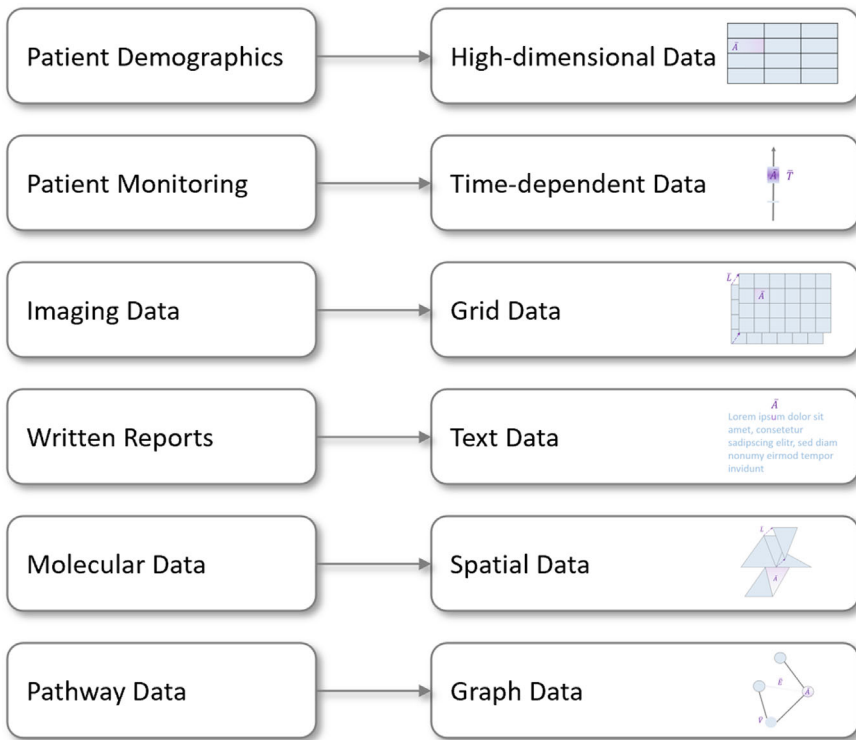 Patient Demographics
High-dimensional Data
Ā
Patient Monitoring
Time-dependent Data
Ā T̄
Imaging Data
Grid Data
L̄
Ā
Written Reports
Text Data
Ā
Lorem ipsum dolor sit
amet, consetetur
sadipscing elitr, sed diam
nonumy eirmod tempor
invidunt
Molecular Data
Spatial Data
L
Ā
Pathway Data
Graph Data
Ē
Ā
V̄